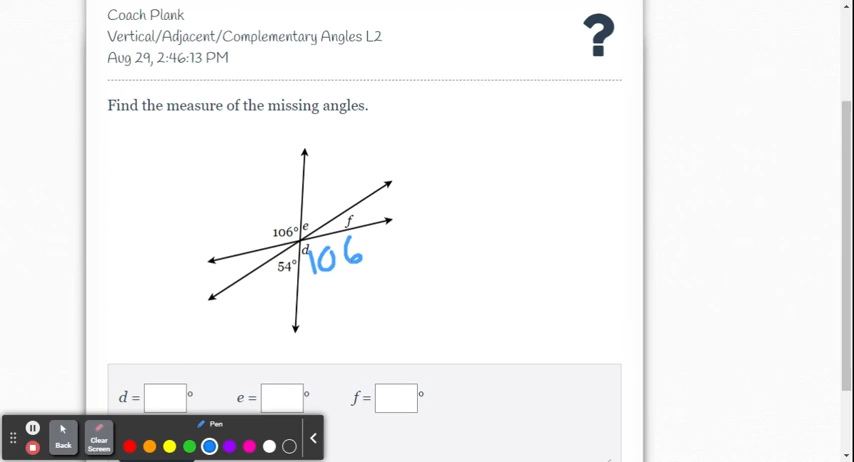 Coach Plank
Vertical/Adjacent/Complementary Angles L2
Aug 29, 2:46:13 PM
?
Find the measure of the missing angles.
106° e f
d 106
54°
d = ° e = ° f = °
Pen
Back Clear Screen